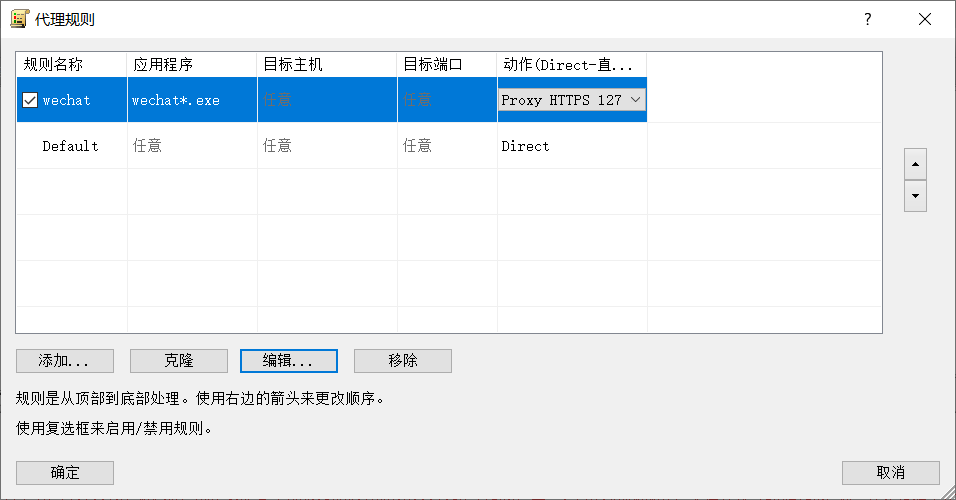 代理规则
规则名称 应用程序 目标主机 目标端口 动作(Direct-直...
wechat wechat*.exe 任意 任意 Proxy HTTPS 127
Default 任意 任意 任意 Direct
添加... 克隆 编辑... 移除
规则是从顶部到底部处理。使用右边的箭头来更改顺序。
使用复选框来启用/禁用规则。
确定 取消